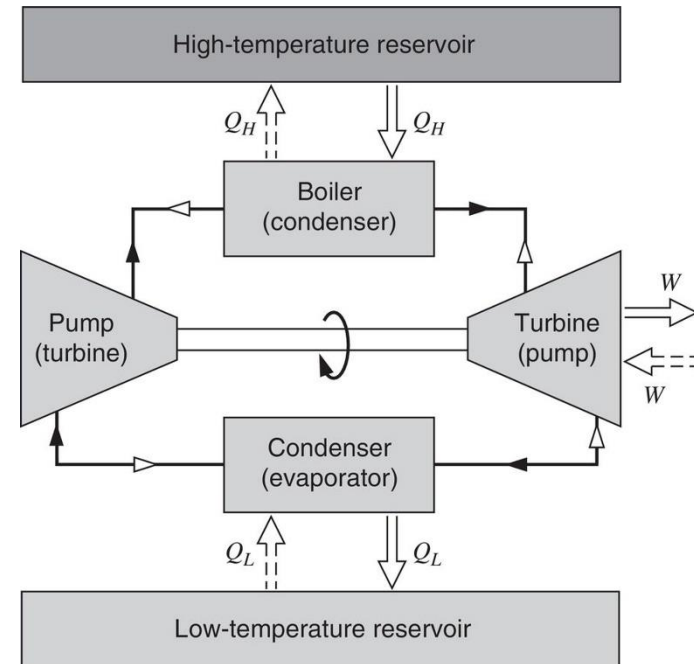 High-temperature reservoir
Q_H
Q_H
Boiler
(condenser)
Pump
(turbine)
Turbine
(pump)
W
W
Condenser
(evaporator)
Q_L
Q_L
Low-temperature reservoir